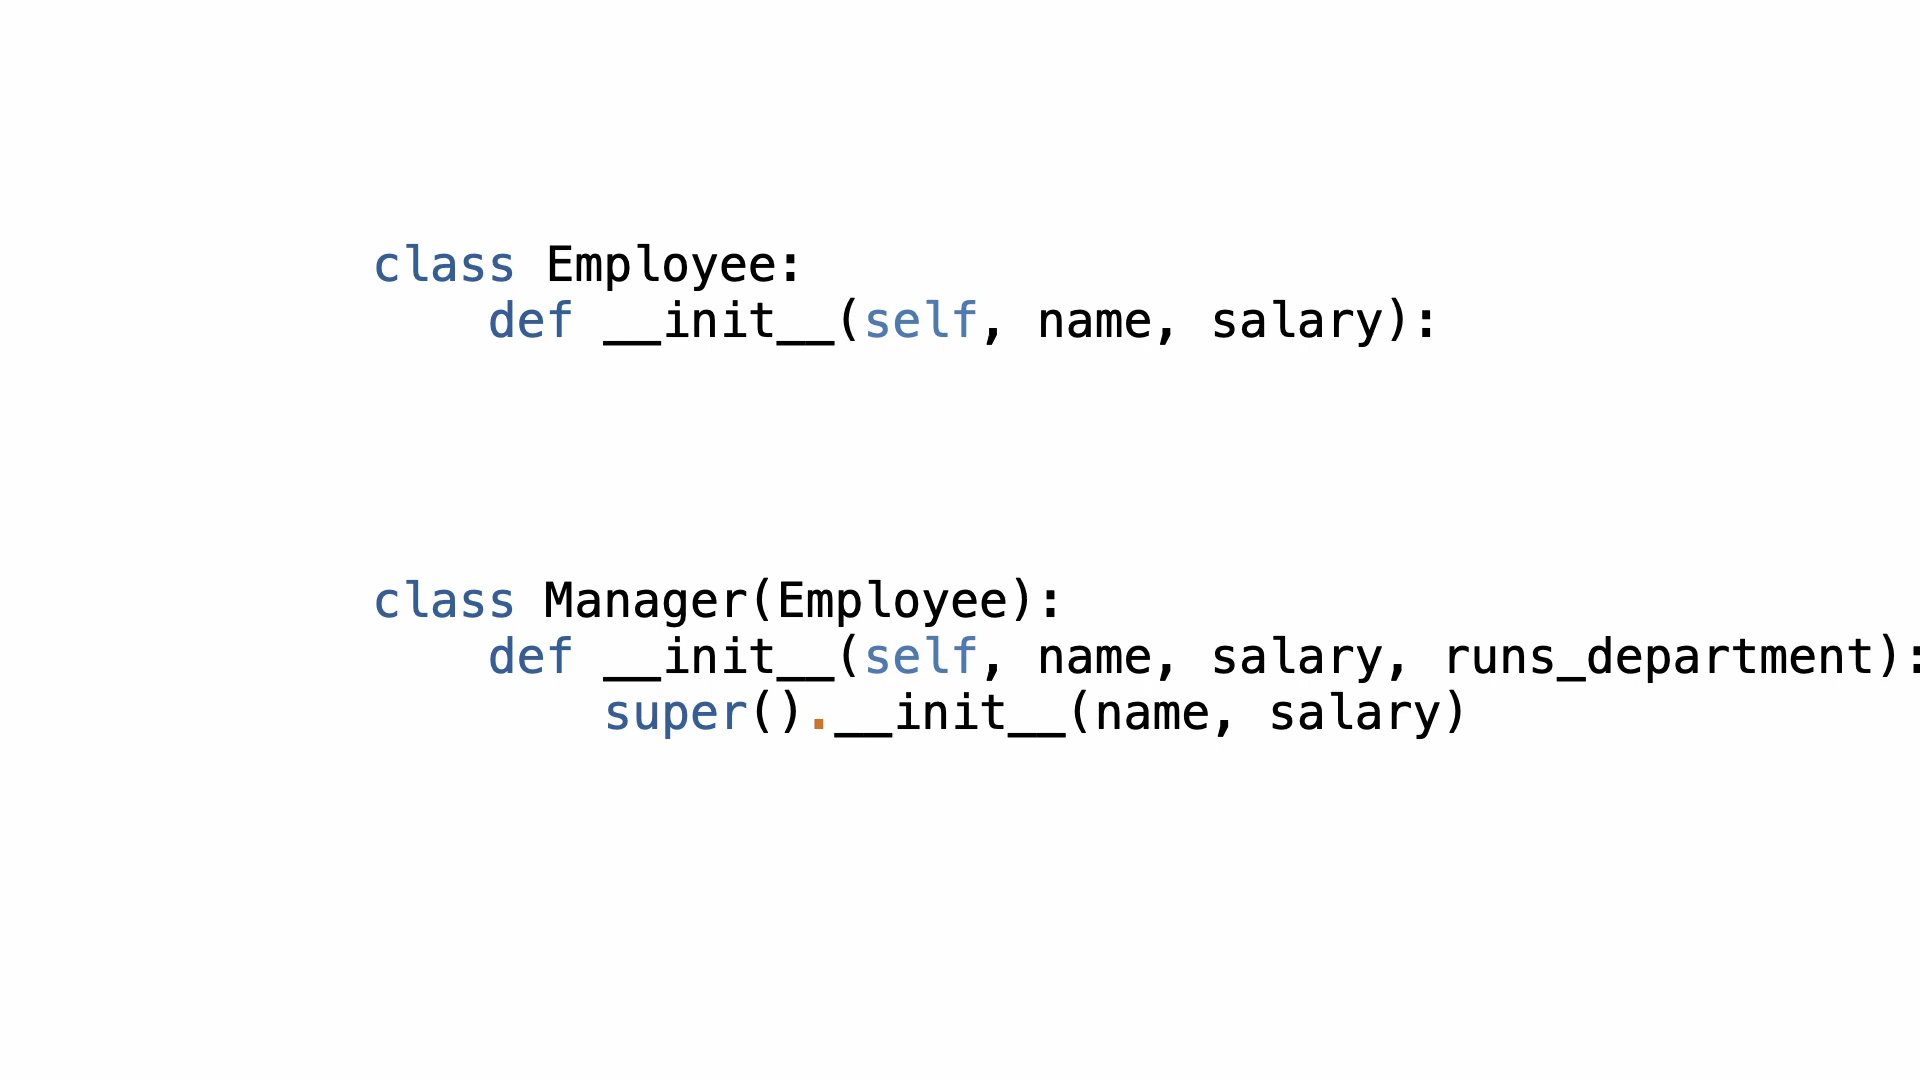 class Employee:
    def __init__(self, name, salary):
class Manager(Employee):
    def __init__(self, name, salary, runs_department):
        super().__init__(name, salary)